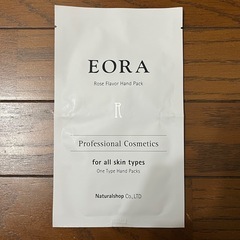 EORA
Rose Flavor Hand Pack
Professional Cosmetics
for all skin types
One Type Hand Packs
Naturalshop Co.,LTD